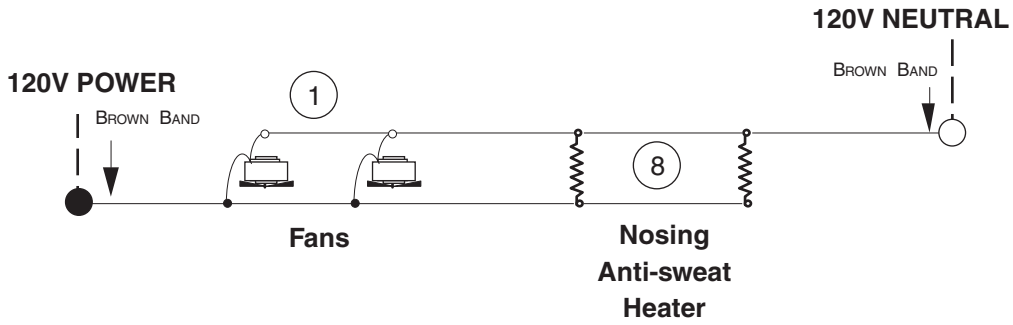 120V NEUTRAL
120V POWER
BROWN BAND
BROWN BAND
1
8
Fans
Nosing
Anti-sweat
Heater